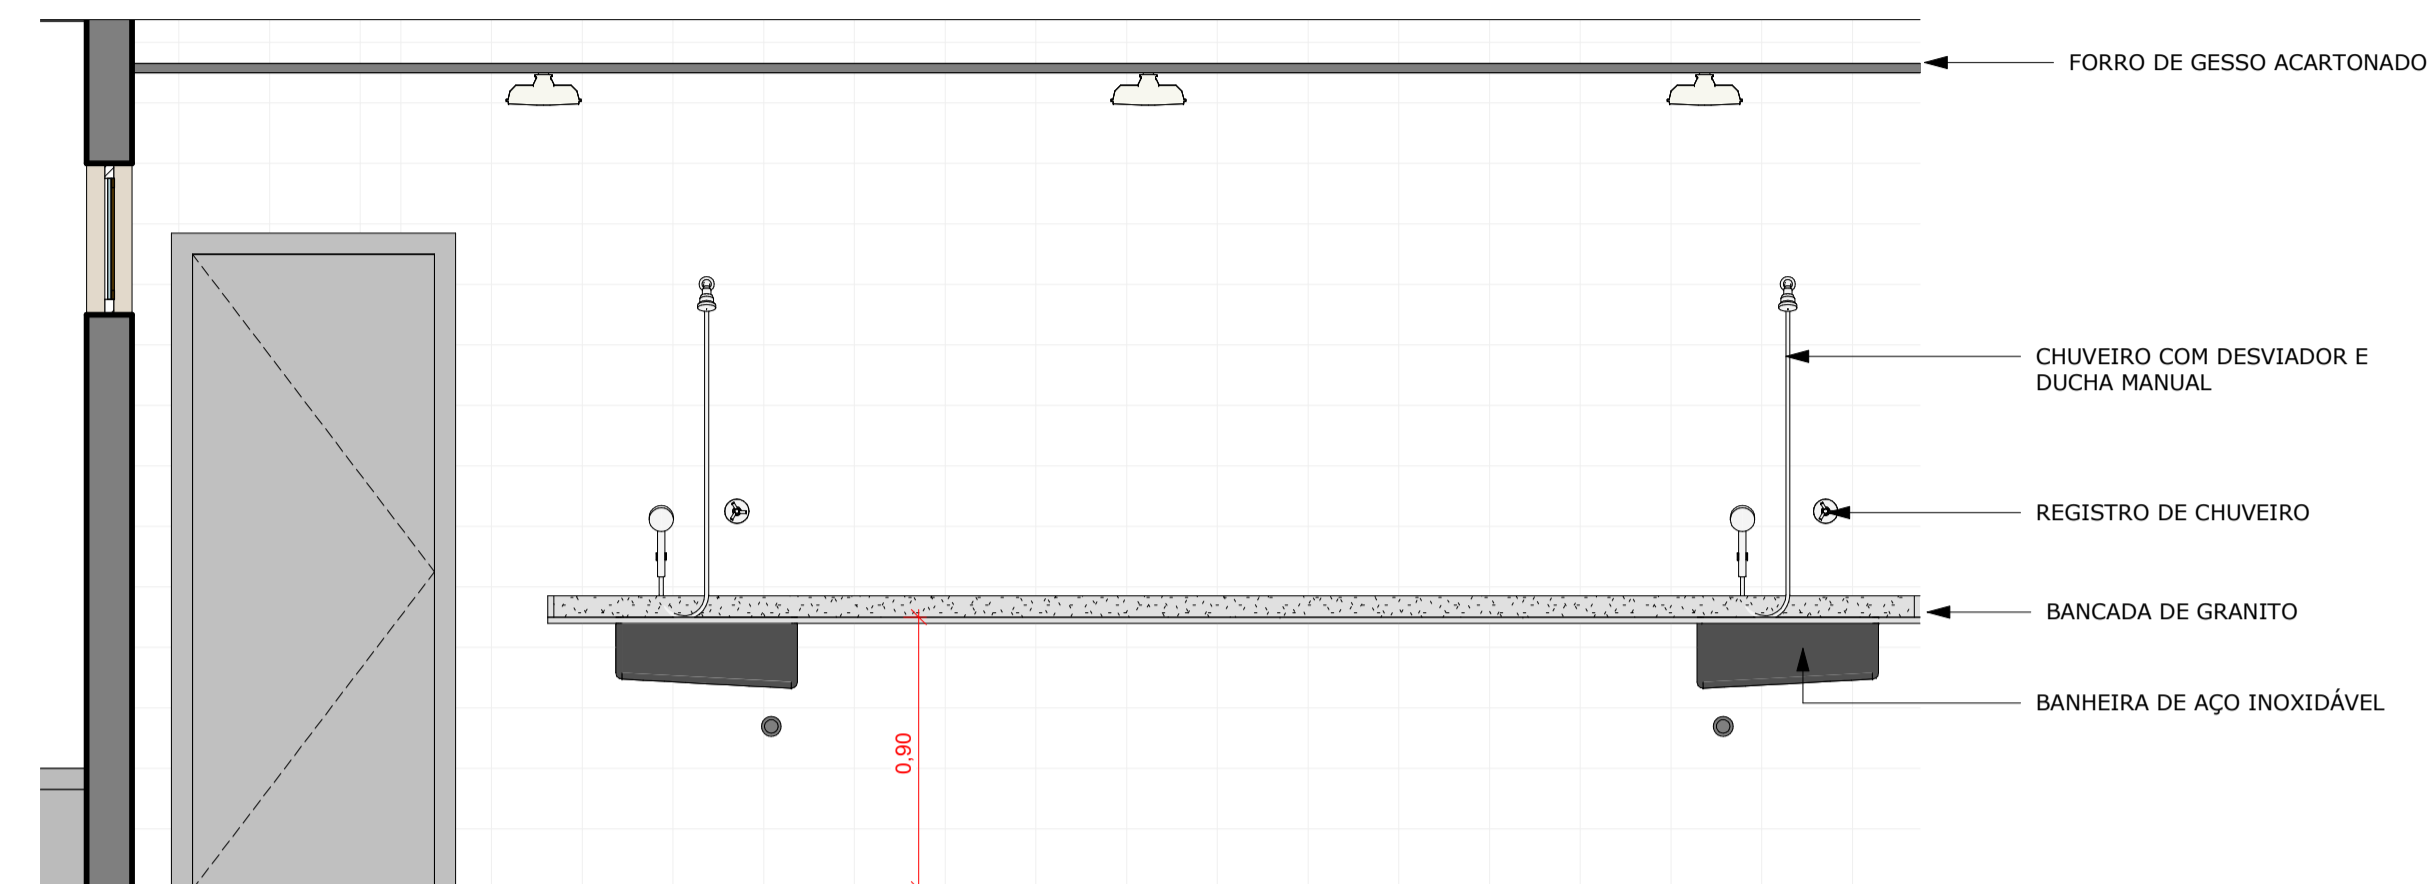 FORRO DE GESSO ACARTONADO
CHUVEIRO COM DESVIADOR E
DUCHA MANUAL
REGISTRO DE CHUVEIRO
BANCADA DE GRANITO
BANHEIRA DE AÇO INOXIDÁVEL
0,90